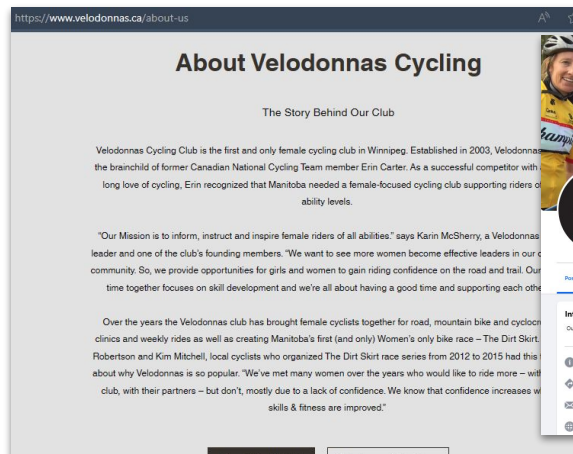 https://www.velodonnas.ca/about-us
About Velodonnas Cycling
The Story Behind Our Club
Velodonnas Cycling Club is the first and only female cycling club in Winnipeg. Established in 2003, Velodonnas
the brainchild of former Canadian National Cycling Team member Erin Carter. As a successful competitor with
long love of cycling, Erin recognized that Manitoba needed a female-focused cycling club supporting riders of
ability levels.
"Our Mission is to inform, instruct and inspire female riders of all abilities." says Karin McSherry, a Velodonnas
leader and one of the club's founding members. "We want to see more women become effective leaders in our
community. So, we provide opportunities for girls and women to gain riding confidence on the road and trail. Our
time together focuses on skill development and we're all about having a good time and supporting each othe
Over the years the Velodonnas club has brought female cyclists together for road, mountain bike and cyclocr
clinics and weekly rides as well as creating Manitoba's first (and only) Women's only bike race – The Dirt Skirt.
Robertson and Kim Mitchell, local cyclists who organized The Dirt Skirt race series from 2012 to 2015 had this
about why Velodonnas is so popular. "We've met many women over the years who would like to ride more – with
club, with their partners – but don't, mostly due to a lack of confidence. We know that confidence increases w
skills & fitness are improved."